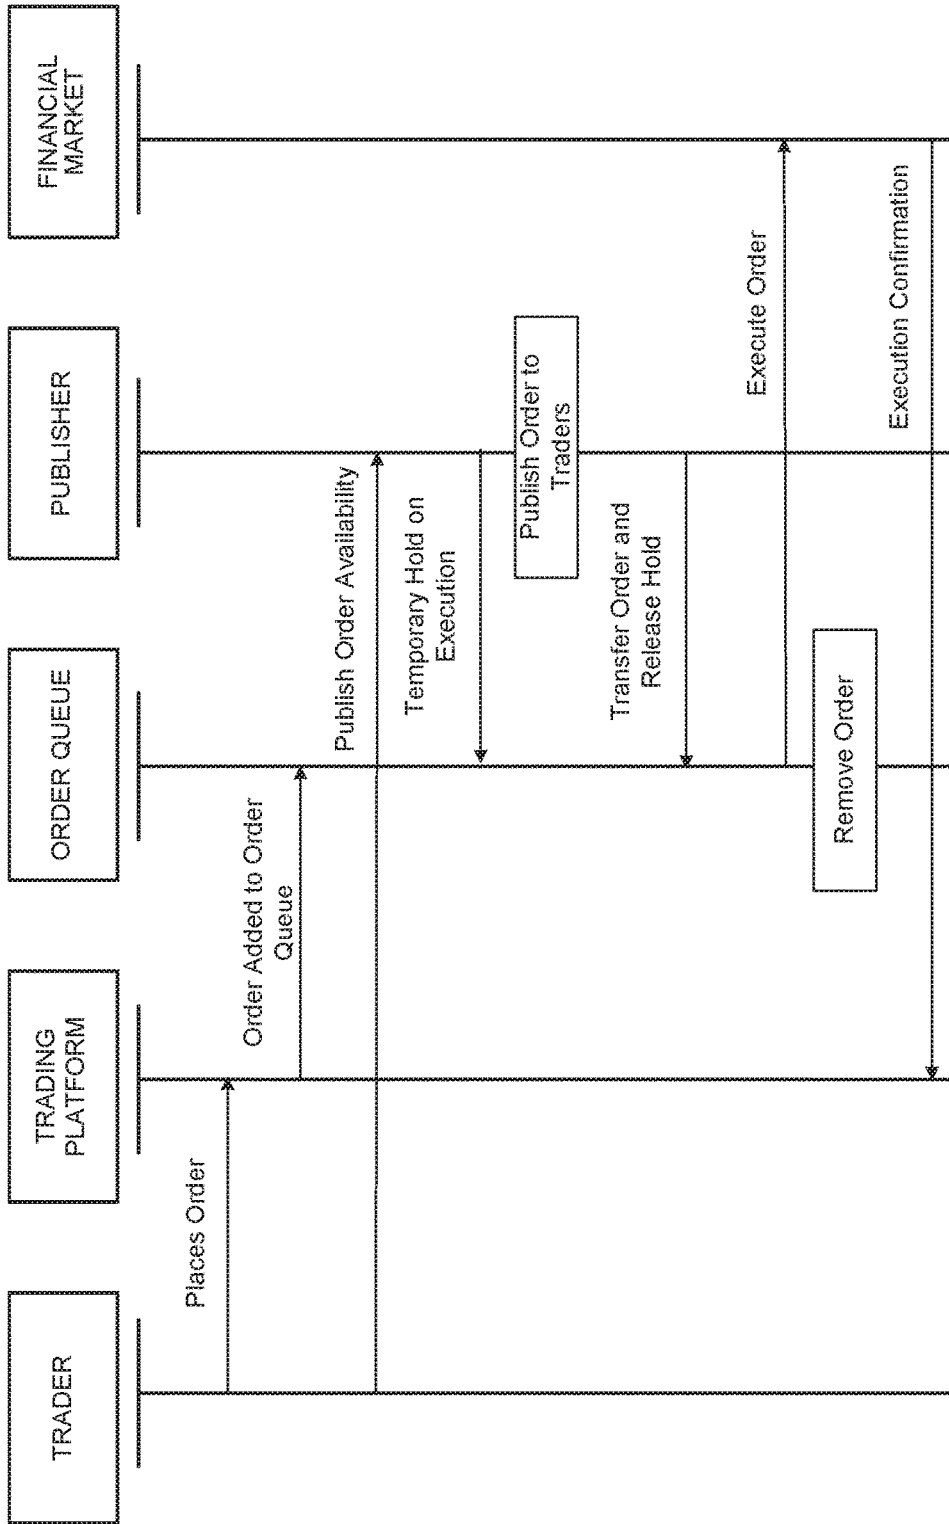 TRADER
TRADING
PLATFORM
ORDER QUEUE
PUBLISHER
FINANCIAL
MARKET
Places Order
Order Added to Order
Queue
Publish Order Availability
Temporary Hold on
Execution
Publish Order to
Traders
Transfer Order and
Release Hold
Execute Order
Remove Order
Execution Confirmation